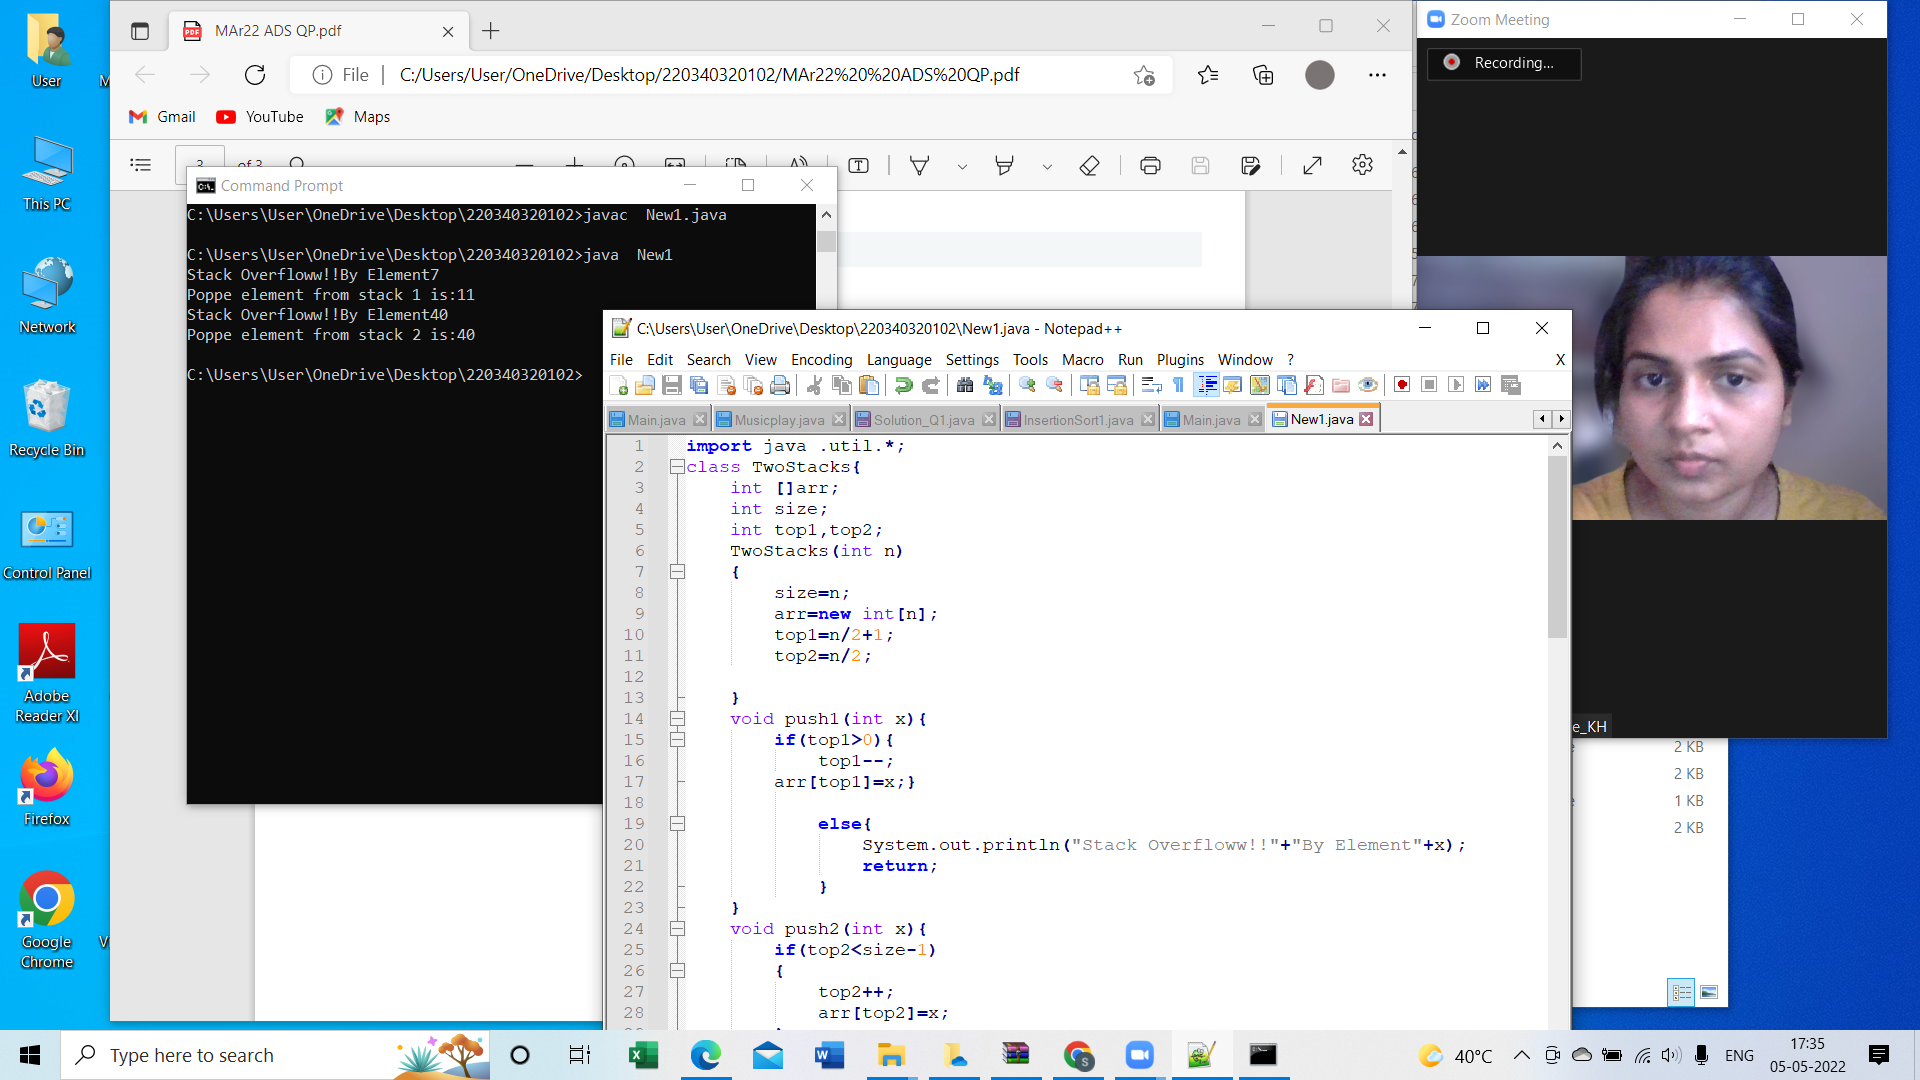 User
This PC
Network
Recycle Bin
Control Panel
Adobe
Reader XI
Firefox
Google
Chrome
MAr22 ADS QP.pdf
File
C:/Users/User/OneDrive/Desktop/220340320102/MAr22%20%20ADS%20QP.pdf
Gmail
YouTube
Maps
3 of 3
Command Prompt
C:\Users\User\OneDrive\Desktop\220340320102>javac  New1.java
C:\Users\User\OneDrive\Desktop\220340320102>java  New1
Stack Overfloww!!By Element7
Poppe element from stack 1 is:11
Stack Overfloww!!By Element40
Poppe element from stack 2 is:40
C:\Users\User\OneDrive\Desktop\220340320102>
C:\Users\User\OneDrive\Desktop\220340320102\New1.java - Notepad++
File Edit Search View Encoding Language Settings Tools Macro Run Plugins Window ? X
Main.java Musicplay.java Solution_Q1.java InsertionSort1.java Main.java New1.java
1 import java .util.*;
2 class TwoStacks{
3 int []arr;
4 int size;
5 int top1,top2;
6 TwoStacks(int n)
7 {
8 size=n;
9 arr=new int[n];
10 top1=n/2+1;
11 top2=n/2;
12
13 }
14 void push1(int x){
15 if(top1>0){
16 top1--;
17 arr[top1]=x;}
18
19 else{
20 System.out.println("Stack Overfloww!!"+"By Element"+x);
21 return;
22 }
23 }
24 void push2(int x){
25 if(top2<size-1)
26 {
27 top2++;
28 arr[top2]=x;
Zoom Meeting
Recording...
e_KH
2 KB
2 KB
1 KB
2 KB
Type here to search
40°C
ENG
17:35
05-05-2022